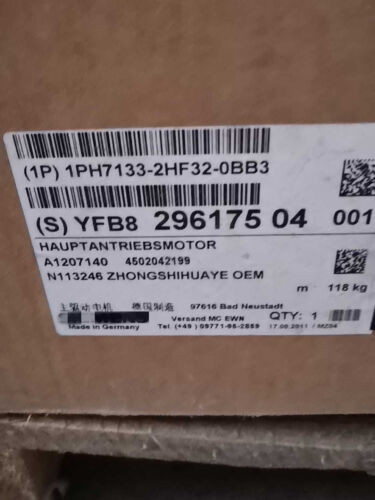 (1P) 1PH7133-2HF32-0BB3
(S) YFB8 296175 04 001
HAUPTANTRIEBSMOTOR
A1207140 4502042199
N113246 ZHONGSHIHUAYE OEM
m 118 kg
主驱动电机 德国制造 97616 Bad Neustadt
Versand MC EWN QTY: 1
Made in Germany Tel. (+49) 09771-66-2859 17.08.2011 / MZ04